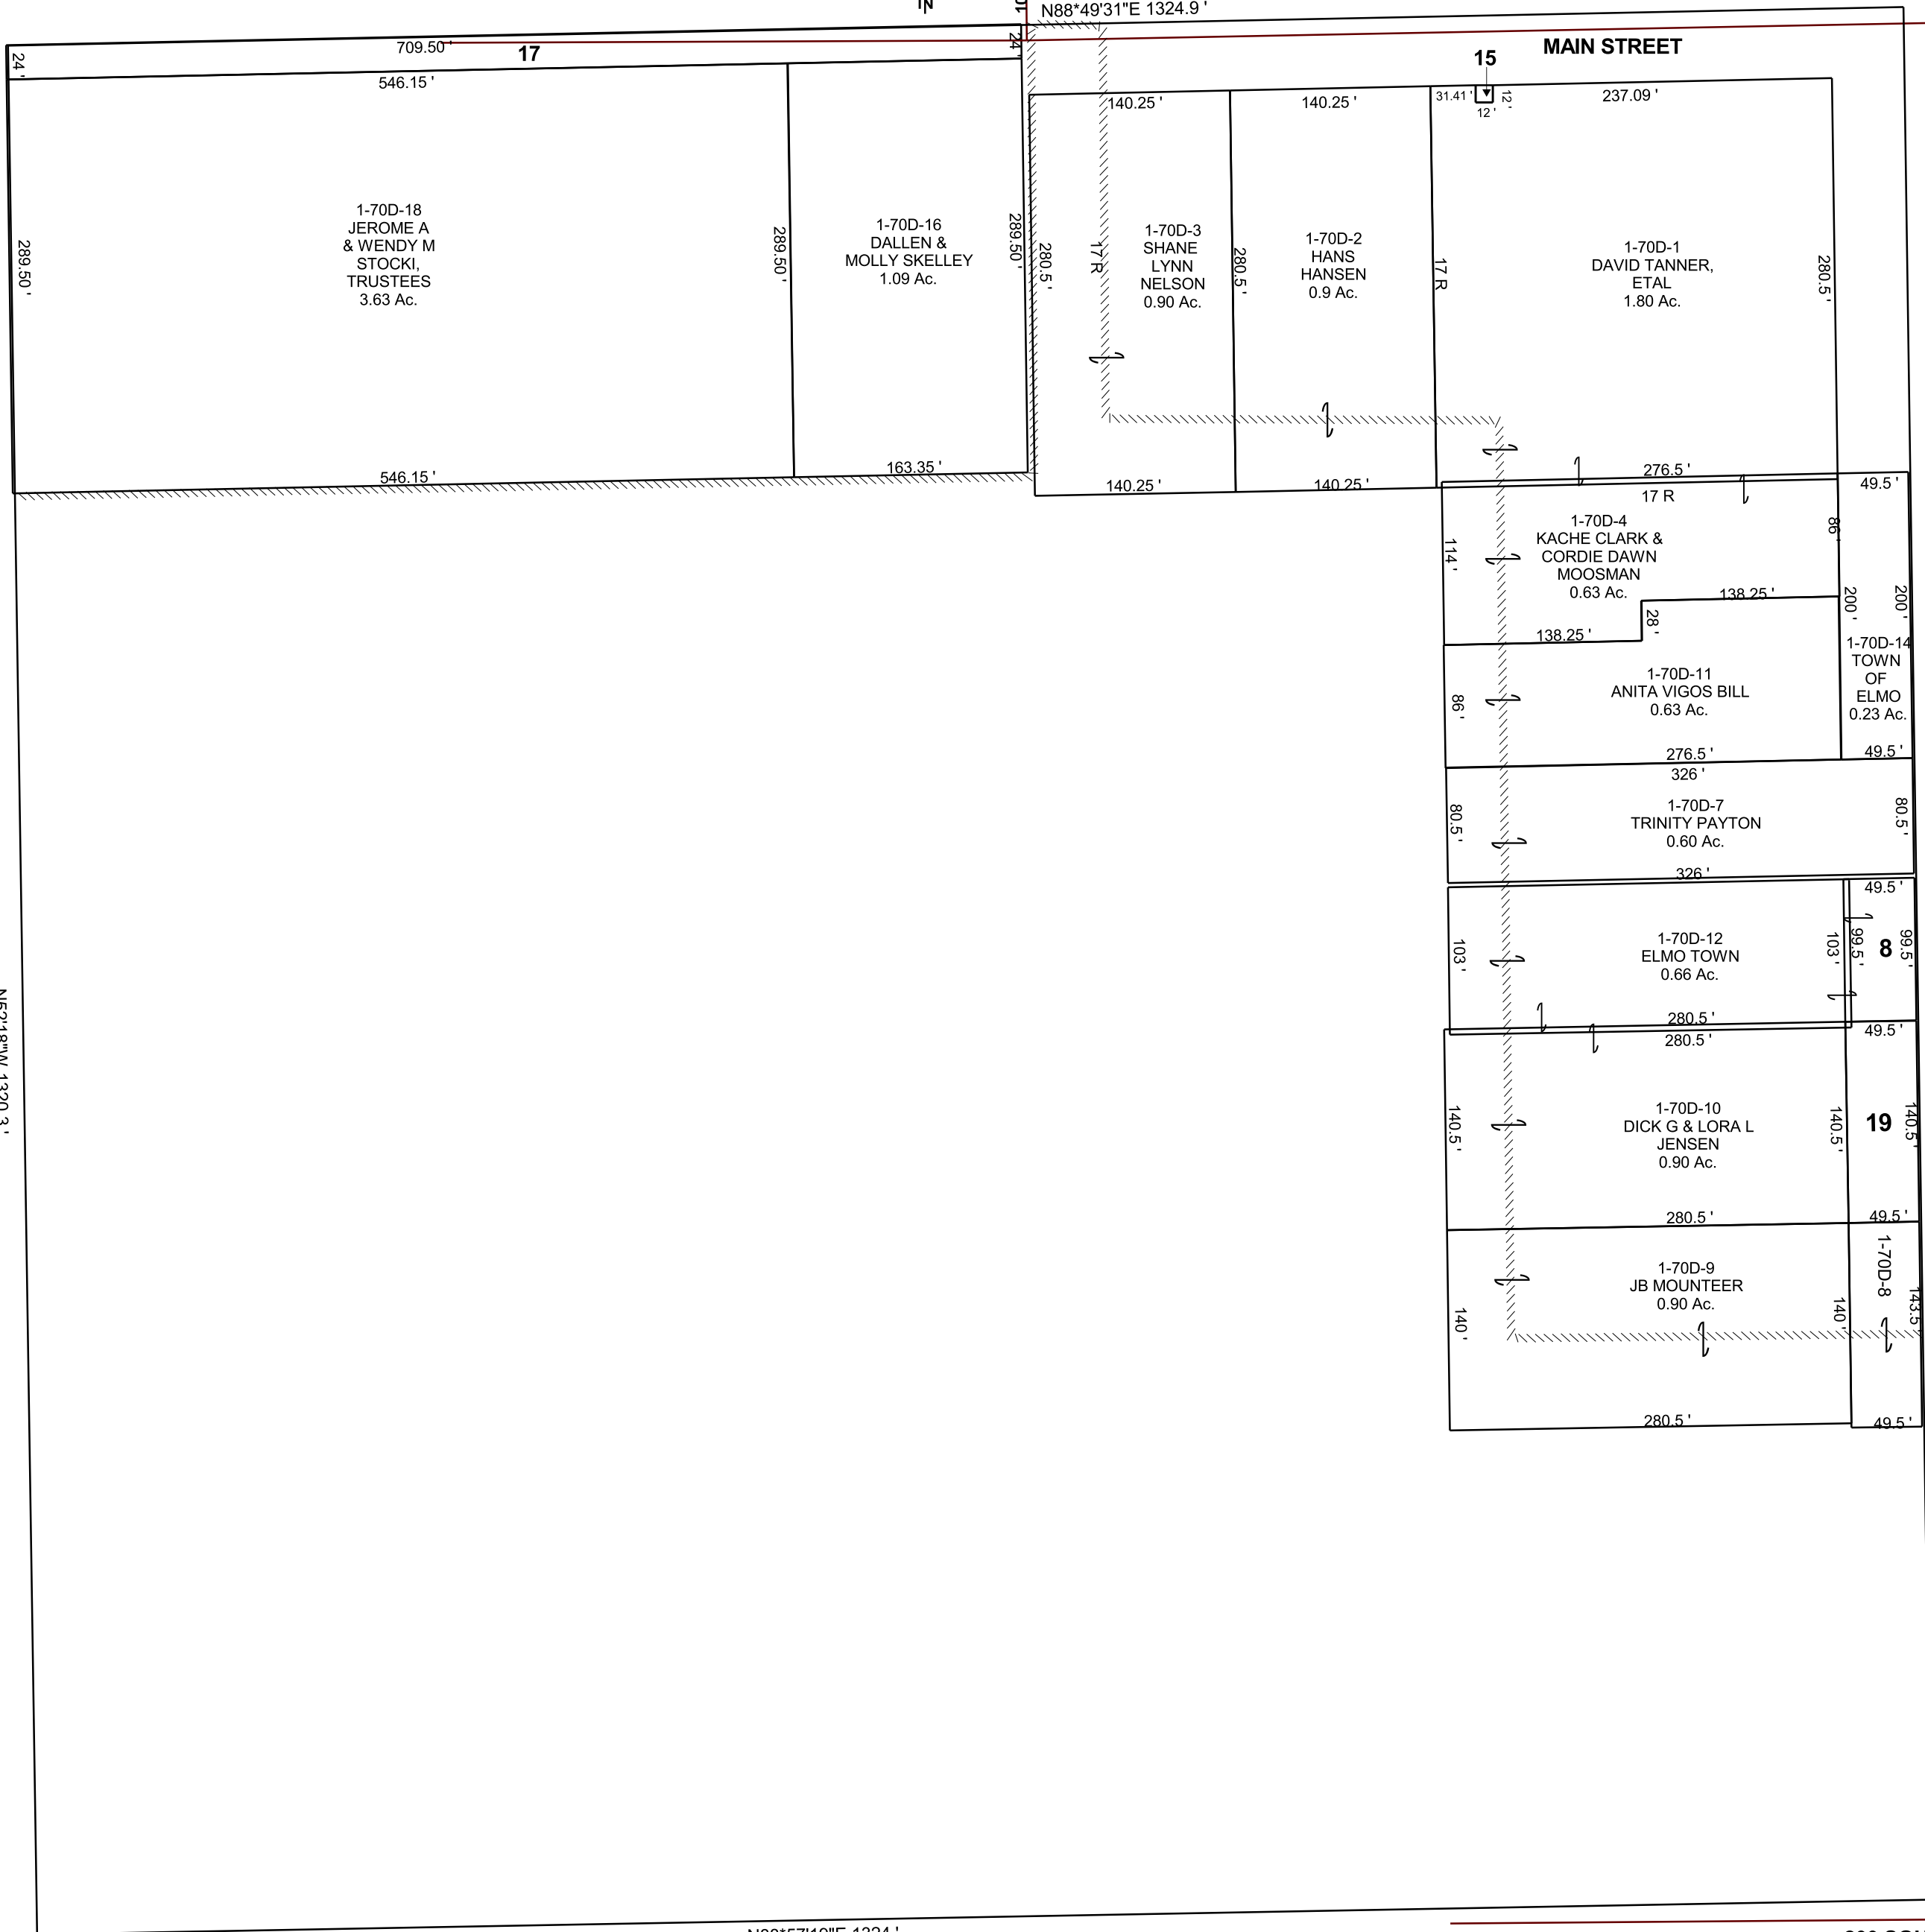 N88*49'31"E 1324.9 '
MAIN STREET
709.50 '
17
24 '
24 '
15
546.15 '
140.25 '
140.25 '
31.41 '
12 '
12 '
237.09 '
1-70D-18
JEROME A
& WENDY M
STOCKI,
TRUSTEES
3.63 Ac.
289.50 '
289.50 '
1-70D-16
DALLEN &
MOLLY SKELLEY
1.09 Ac.
289.50 '
280.5 '
17 R
1-70D-3
SHANE
LYNN
NELSON
0.90 Ac.
280.5 '
1-70D-2
HANS
HANSEN
0.9 Ac.
17 R
1-70D-1
DAVID TANNER,
ETAL
1.80 Ac.
280.5 '
546.15 '
163.35 '
140.25 '
140.25 '
276.5 '
17 R
49.5 '
1-70D-4
KACHE CLARK &
CORDIE DAWN
MOOSMAN
0.63 Ac.
114 '
86 '
138.25 '
138.25 '
28 '
200 '
200 '
1-70D-14
TOWN
OF
ELMO
0.23 Ac.
1-70D-11
ANITA VIGOS BILL
0.63 Ac.
86 '
276.5 '
49.5 '
326 '
1-70D-7
TRINITY PAYTON
0.60 Ac.
80.5 '
80.5 '
326 '
49.5 '
1-70D-12
ELMO TOWN
0.66 Ac.
103 '
103 '
99.5 '
8
99.5 '
280.5 '
280.5 '
49.5 '
1-70D-10
DICK G & LORA L
JENSEN
0.90 Ac.
140.5 '
140.5 '
19
140.5 '
280.5 '
49.5 '
1-70D-9
JB MOUNTEER
0.90 Ac.
140 '
140 '
1-70D-8
143.5
280.5 '
49.5 '
N52'18"W 1320.3 '